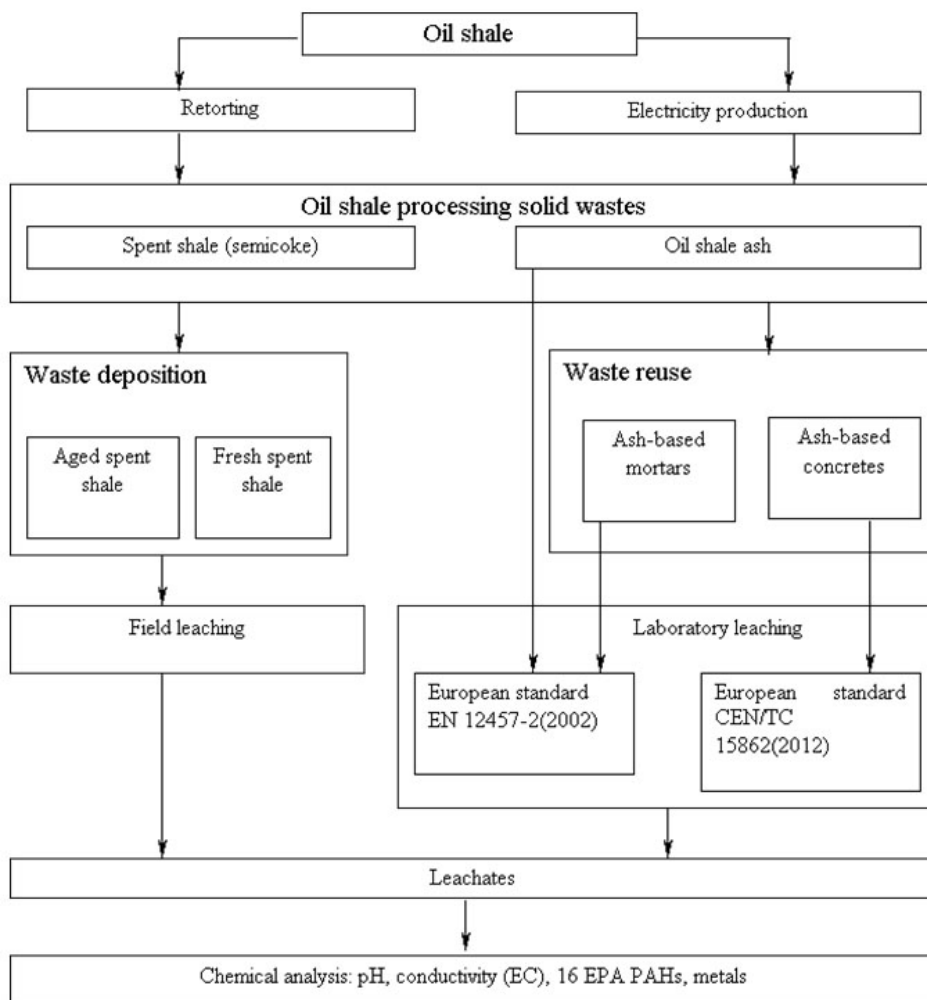 Oil shale
Retorting
Electricity production
Oil shale processing solid wastes
Spent shale (semicoke)
Oil shale ash
Waste deposition
Aged spent
shale
Fresh spent
shale
Waste reuse
Ash-based
mortars
Ash-based
concretes
Field leaching
Laboratory leaching
European standard
EN 12457-2(2002)
European standard
CEN/TC
15862(2012)
Leachates
Chemical analysis: pH, conductivity (EC), 16 EPA PAHs, metals